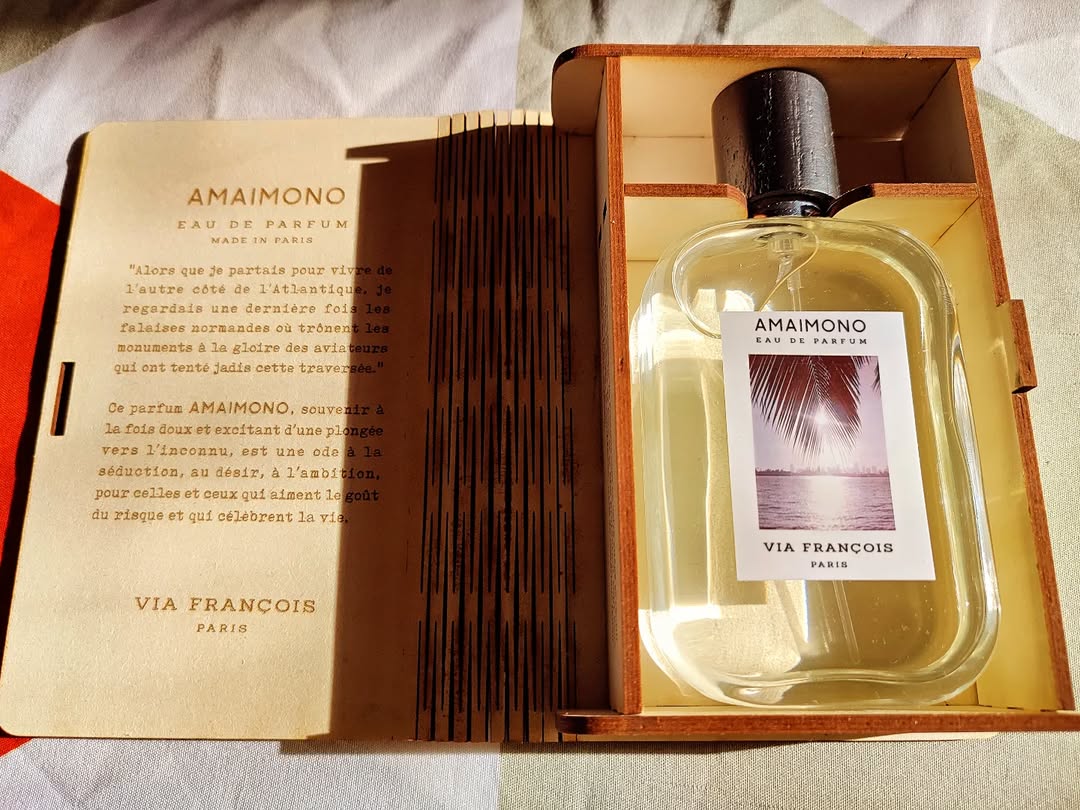 AMAIMONO
EAU DE PARFUM
MADE IN PARIS
"Alors que je partais pour vivre de
l'autre côté de l'Atlantique, je
regardais une dernière fois les
falaises normandes où trônent les
monuments à la gloire des aviateurs
qui ont tenté jadis cette traversée."
Ce parfum AMAIMONO, souvenir à
la fois doux et excitant d'une plongée
vers l'inconnu, est une ode à la
séduction, au désir, à l'ambition,
pour celles et ceux qui aiment le goût
du risque et qui célèbrent la vie.
VIA FRANÇOIS
PARIS
AMAIMONO
EAU DE PARFUM
VIA FRANÇOIS
PARIS